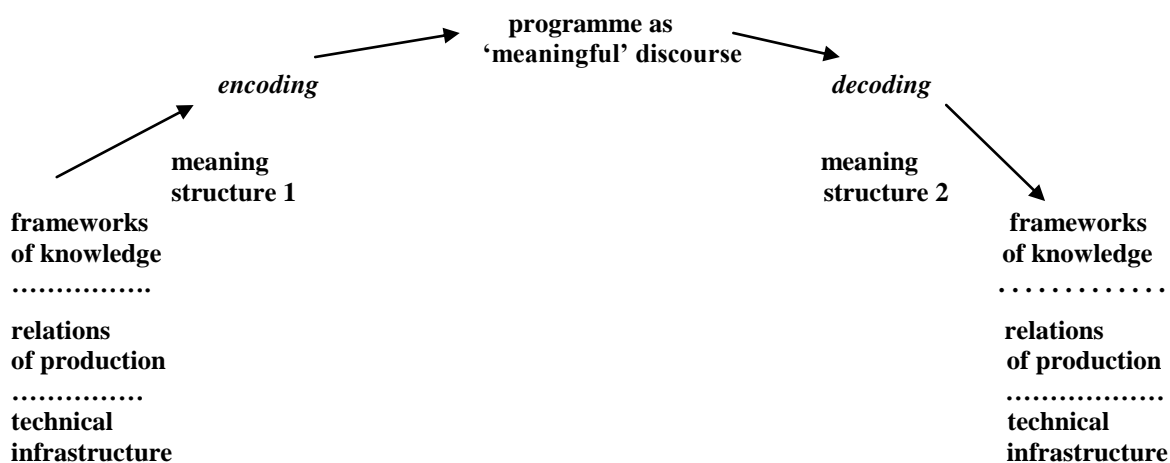 programme as
‘meaningful’ discourse
encoding
decoding
meaning
structure 1
meaning
structure 2
frameworks
of knowledge
…………….
relations
of production
……………
technical
infrastructure
frameworks
of knowledge
. . . . . . . . . . . . .
relations
of production
………………
technical
infrastructure